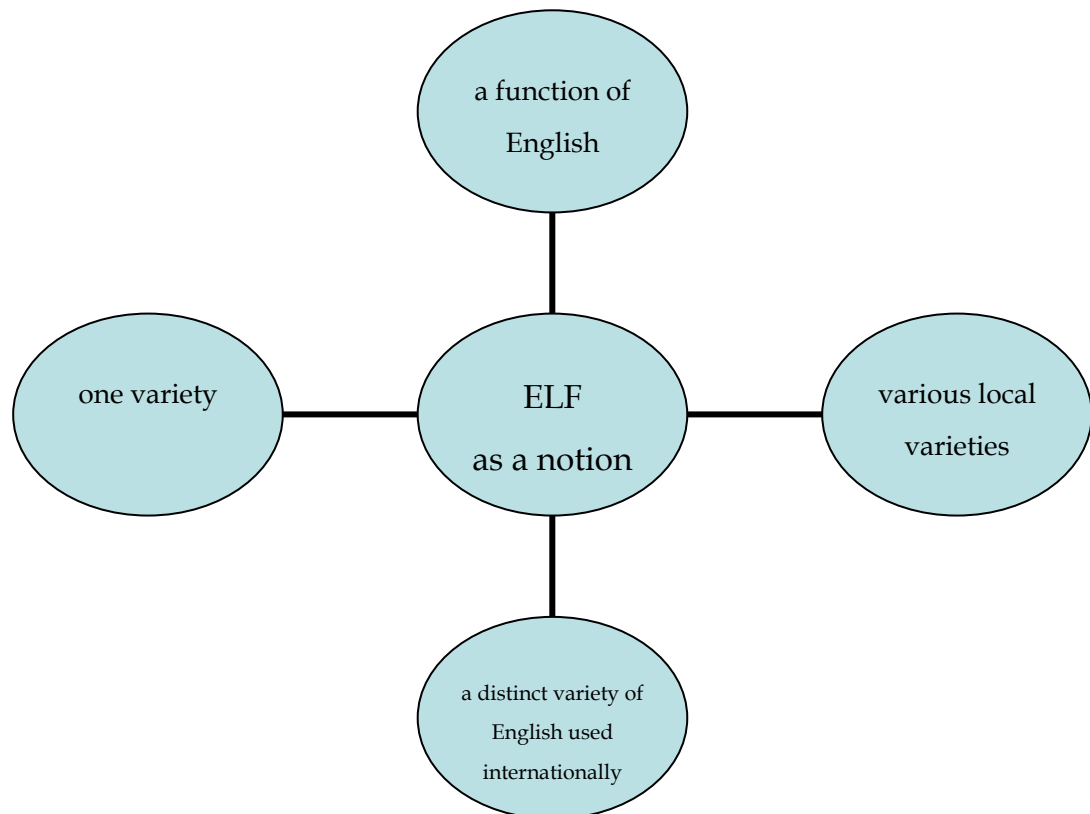 a function of
English
one variety
ELF
as a notion
various local
varieties
a distinct variety of
English used
internationally